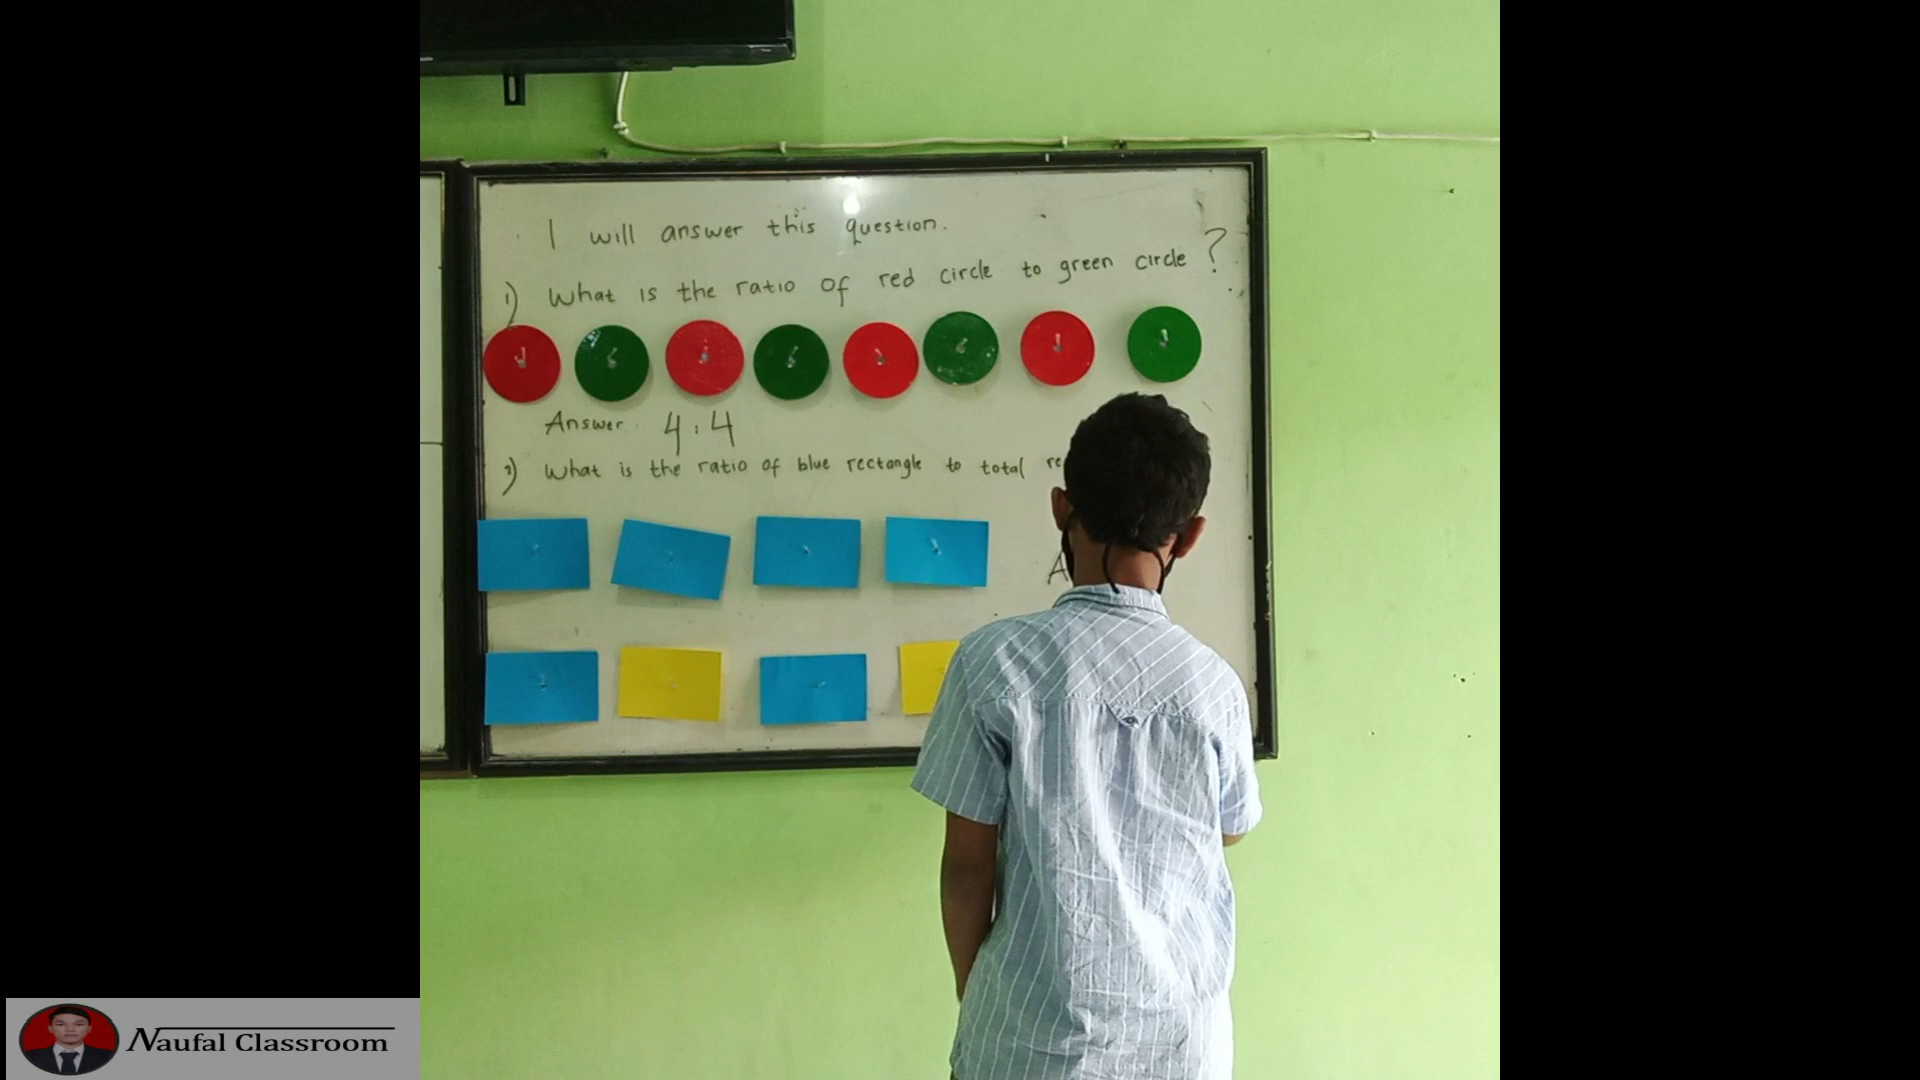 I will answer this question.
1) What is the ratio of red circle to green circle ?
Answer: 4 : 4
2) What is the ratio of blue rectangle to total
Naufal Classroom